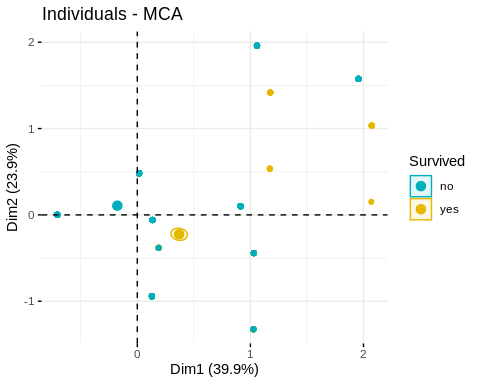 Individuals - MCA
2
1
0
-1
Dim2 (23.9%)
0 1 2
Dim1 (39.9%)
Survived
no
yes